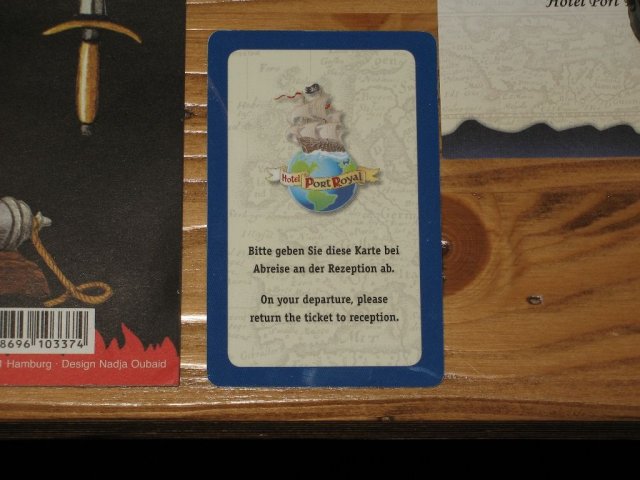 Hotel Port
Hotel Port Royal
Bitte geben Sie diese Karte bei
Abreise an der Rezeption ab.
On your departure, please
return the ticket to reception.
8696 103374
Hamburg · Design Nadja Oubaid